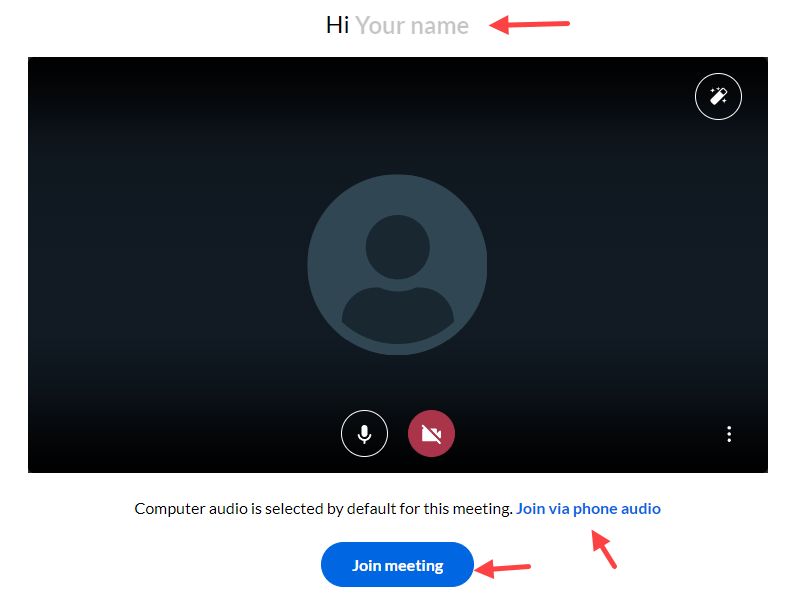 Hi Your name
Computer audio is selected by default for this meeting. Join via phone audio
Join meeting